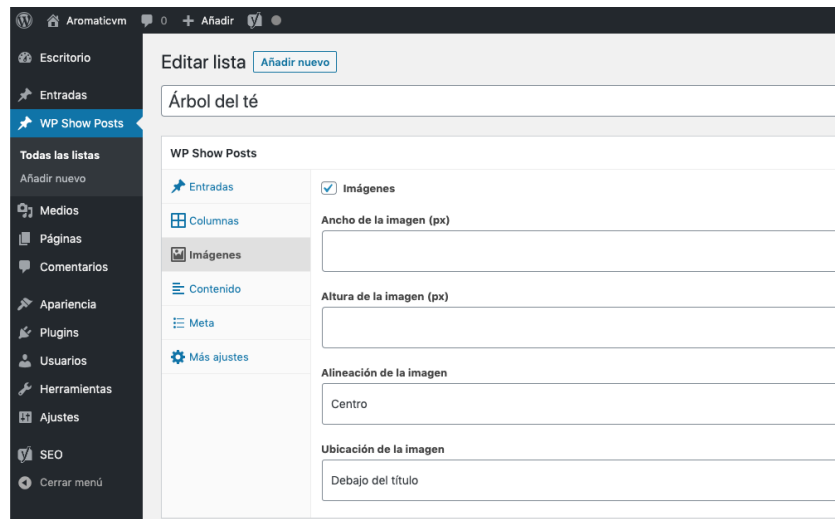 Aromaticvm 0 Añadir
Escritorio
Entradas
WP Show Posts
Todas las listas
Añadir nuevo
Medios
Páginas
Comentarios
Apariencia
Plugins
Usuarios
Herramientas
Ajustes
SEO
Cerrar menú
Editar lista Añadir nuevo
Árbol del té
WP Show Posts
Entradas
Columnas
Imágenes
Contenido
Meta
Más ajustes
Imágenes
Ancho de la imagen (px)
Altura de la imagen (px)
Alineación de la imagen
Centro
Ubicación de la imagen
Debajo del título